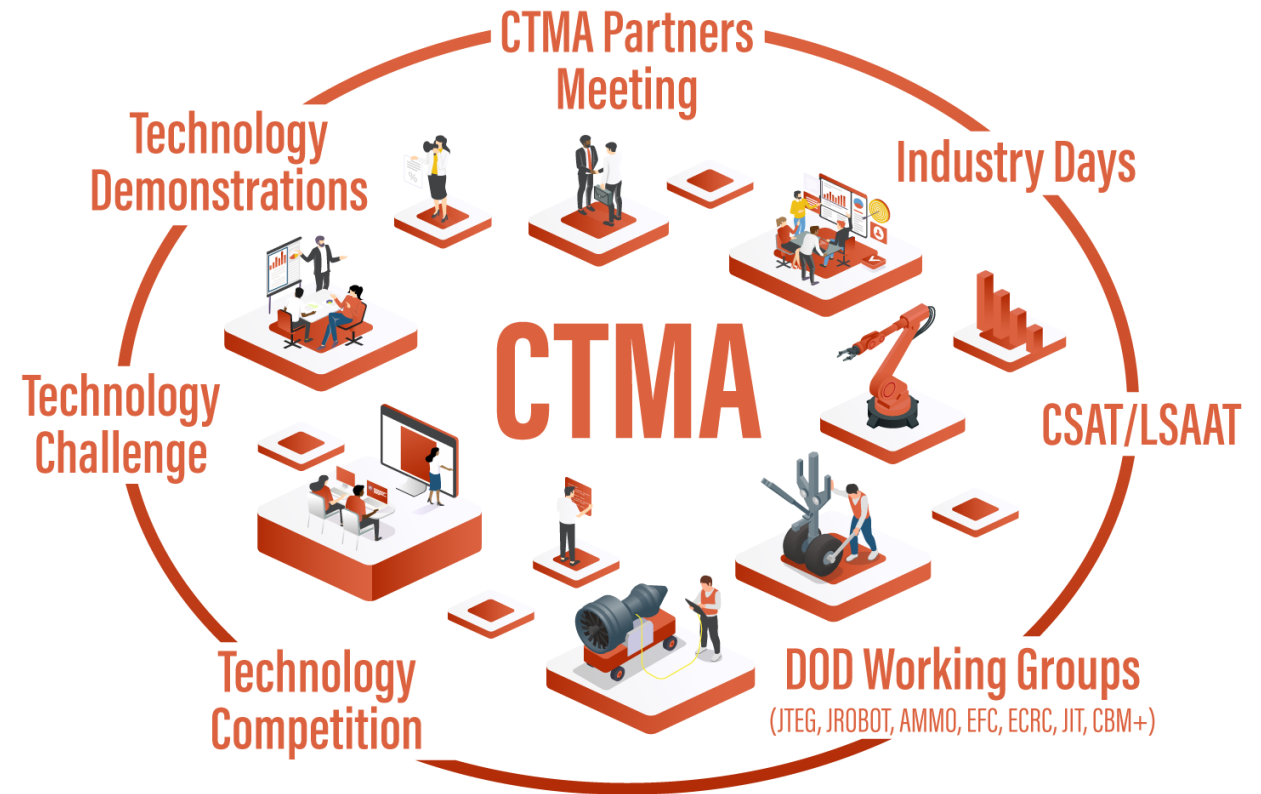 CTMA Partners
Meeting
Technology
Demonstrations
Industry Days
CTMA
Technology
Challenge
CSAT/LSAAT
Technology
Competition
DOD Working Groups
(JTEG, JROBOT, AMMO, EFC, ECRC, JIT, CBM+)
%